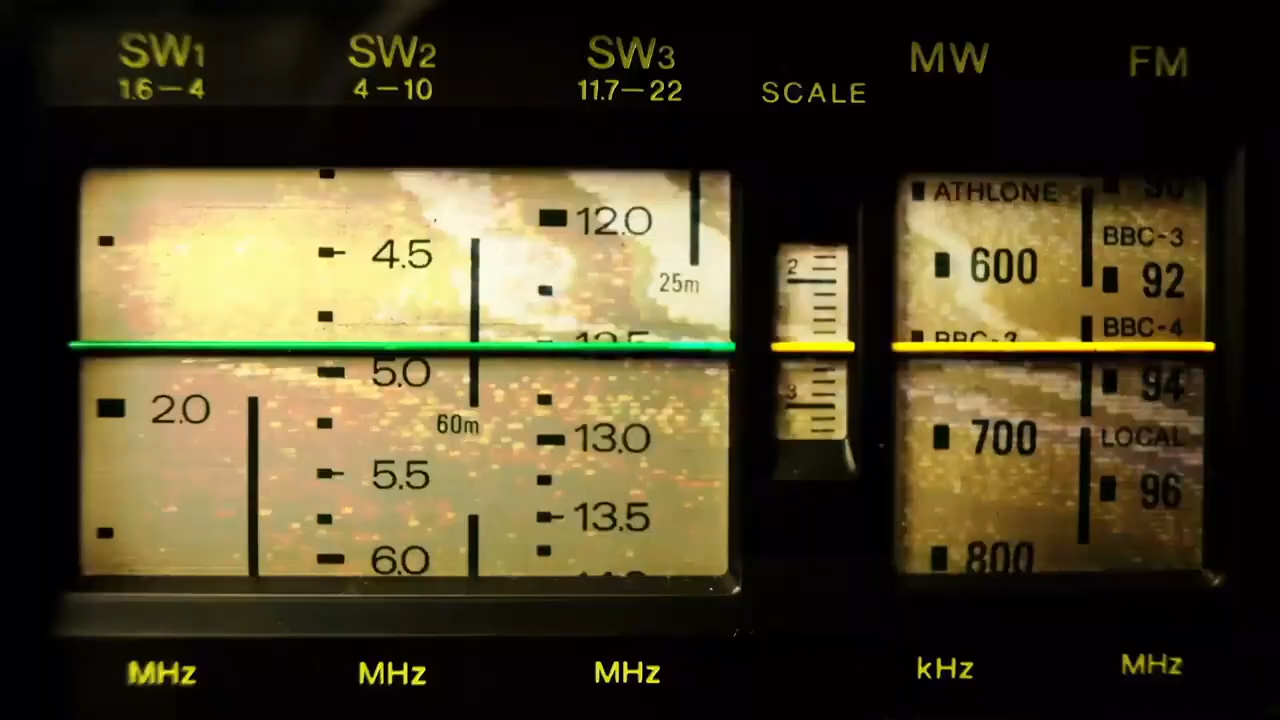 SW1 SW2 SW3 MW FM
1.6–4 4–10 11.7–22 SCALE
ATHLONE
12.0
BBC-3
4.5 600
2 92
25m
BBC-4
5.0
94
3
2.0
60m 13.0 700 LOCAL
5.5 96
13.5
6.0 800
MHz MHz MHz kHz MHz